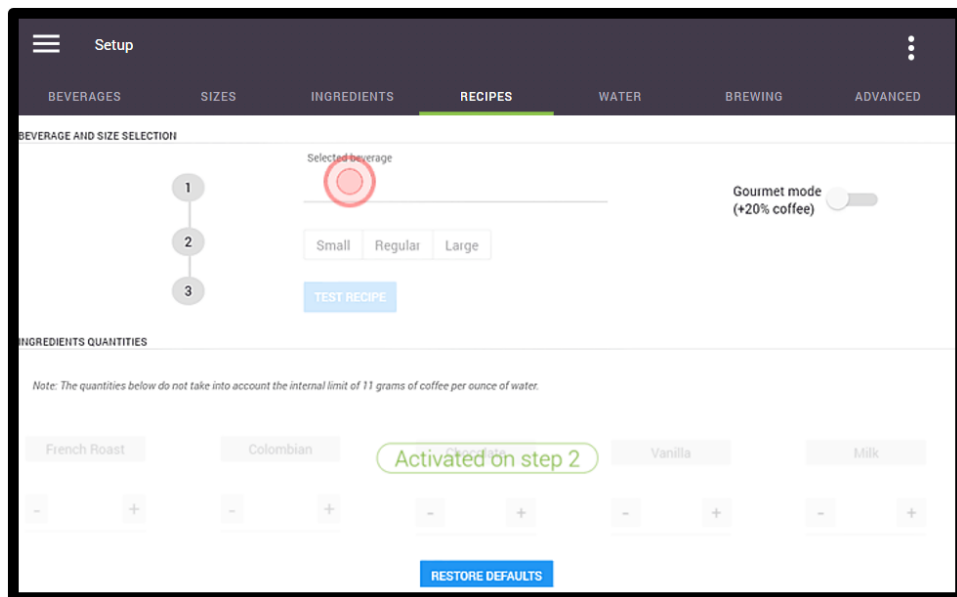 Setup
BEVERAGES SIZES INGREDIENTS RECIPES WATER BREWING ADVANCED
BEVERAGE AND SIZE SELECTION
Selected beverage
1
Gourmet mode
(+20% coffee)
2
Small Regular Large
3
TEST RECIPE
INGREDIENTS QUANTITIES
Note: The quantities below do not take into account the internal limit of 11 grams of coffee per ounce of water.
French Roast Colombian Chocolate Vanilla Milk
Activated on step 2
- + - + - + - + - +
RESTORE DEFAULTS